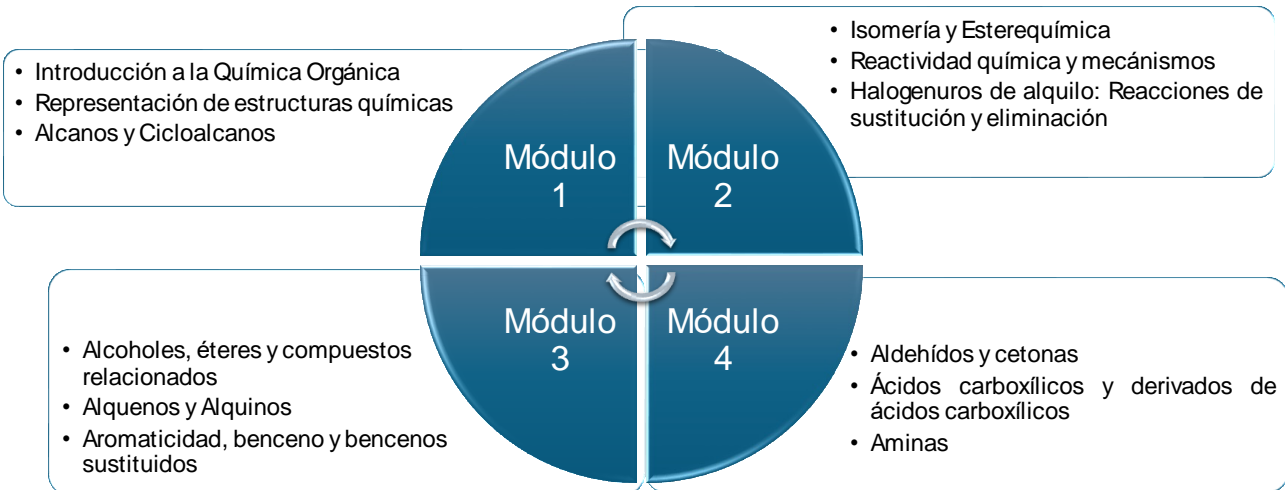 • Introducción a la Química Orgánica
• Representación de estructuras químicas
• Alcanos y Cicloalcanos
Módulo
1
• Isomería y Esterequímica
• Reactividad química y mecánismos
• Halogenuros de alquilo: Reacciones de
sustitución y eliminación
Módulo
2
• Alcoholes, éteres y compuestos
relacionados
• Alquenos y Alquinos
• Aromaticidad, benceno y bencenos
sustituidos
Módulo
3
• Aldehídos y cetonas
• Ácidos carboxílicos y derivados de
ácidos carboxílicos
• Aminas
Módulo
4